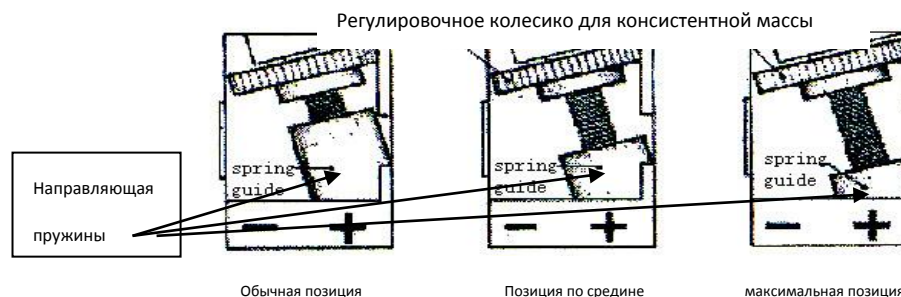 Регулировочное колесико для консистентной массы
spring
guide
spring
guide
spring
guide
Направляющая
пружины
− +
− +
− +
Обычная позиция
Позиция по средине
максимальная позиция